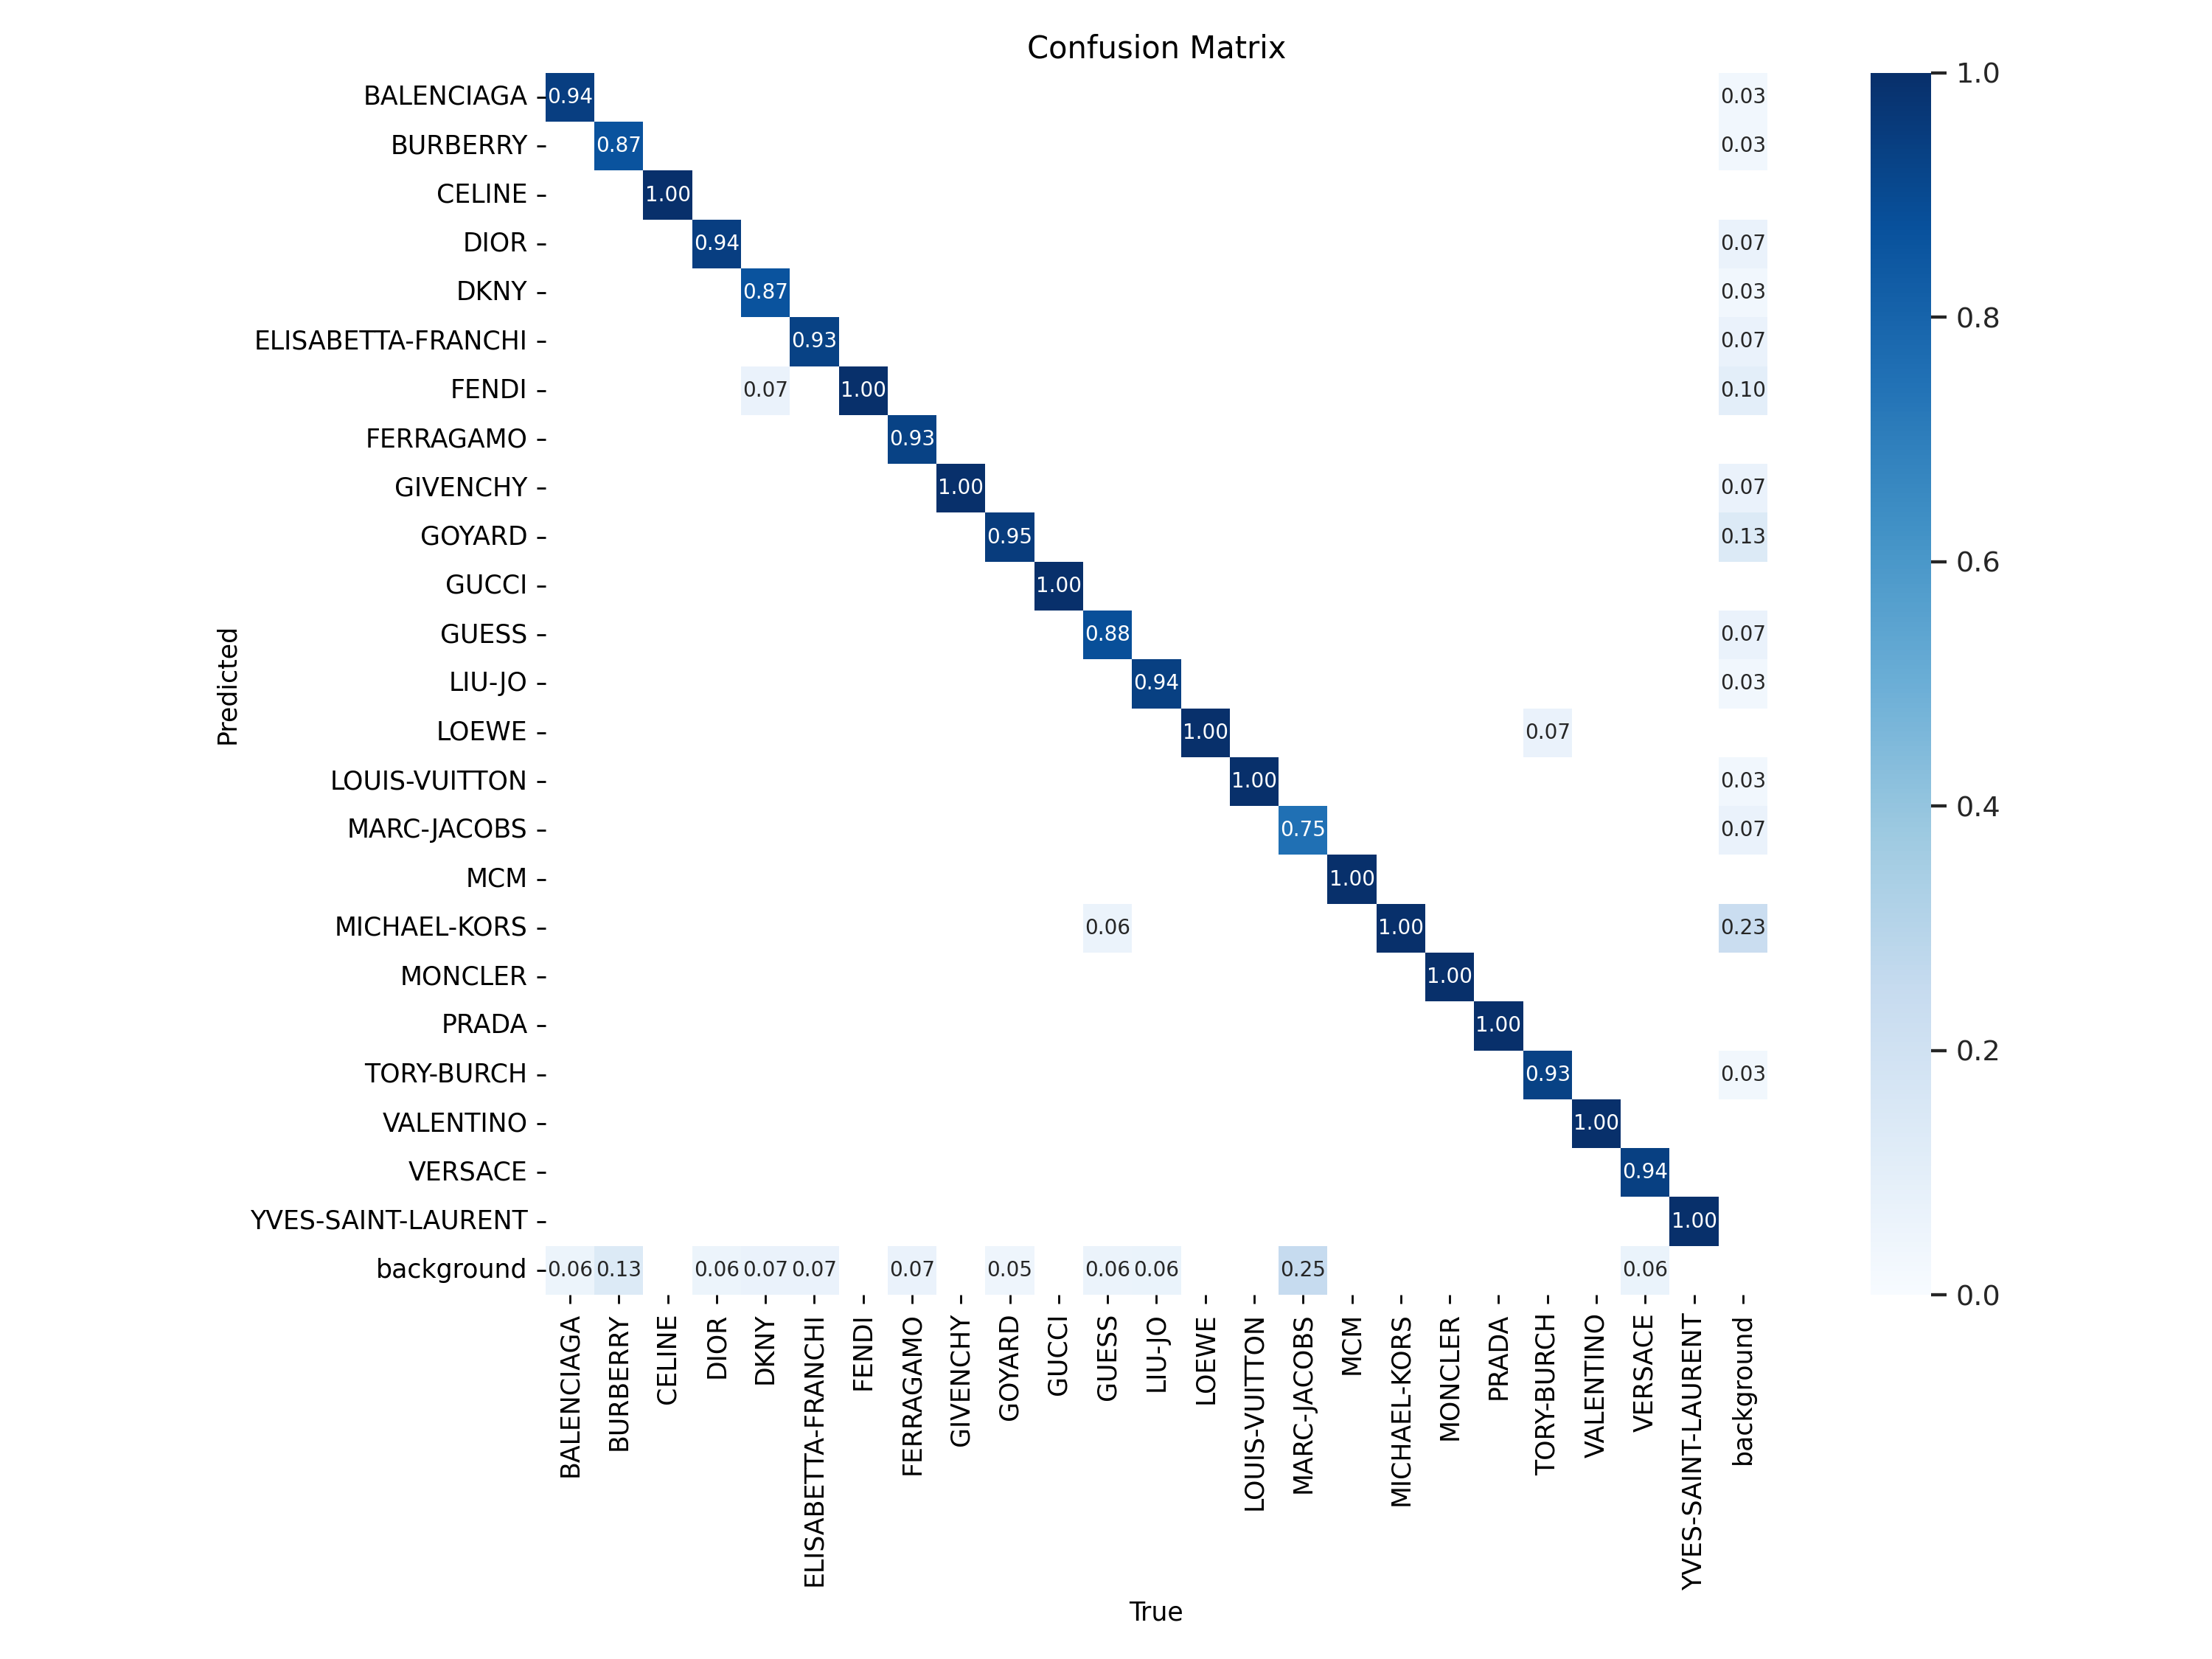 Confusion Matrix
BALENCIAGA 0.94 0.03 1.0
BURBERRY 0.87 0.03
CELINE 1.00
DIOR 0.94 0.07
DKNY 0.87 0.03 0.8
ELISABETTA-FRANCHI 0.93 0.07
FENDI 0.07 1.00 0.10
FERRAGAMO 0.93
GIVENCHY 1.00 0.07
GOYARD 0.95 0.13 0.6
GUCCI 1.00
GUESS 0.88 0.07
Predicted
LIU-JO 0.94 0.03
LOEWE 1.00 0.07
LOUIS-VUITTON 1.00 0.03 0.4
MARC-JACOBS 0.75 0.07
MCM 1.00
MICHAEL-KORS 0.06 1.00 0.23
MONCLER 1.00
PRADA 1.00 0.2
TORY-BURCH 0.93 0.03
VALENTINO 1.00
VERSACE 0.94
YVES-SAINT-LAURENT 1.00
background 0.06 0.13 0.06 0.07 0.07 0.07 0.05 0.06 0.06 0.25 0.06 0.0
BALENCIAGA
BURBERRY
CELINE
DIOR
DKNY
ELISABETTA-FRANCHI
FENDI
FERRAGAMO
GIVENCHY
GOYARD
GUCCI
GUESS
LIU-JO
LOEWE
LOUIS-VUITTON
MARC-JACOBS
MCM
MICHAEL-KORS
MONCLER
PRADA
TORY-BURCH
VALENTINO
VERSACE
YVES-SAINT-LAURENT
background
True